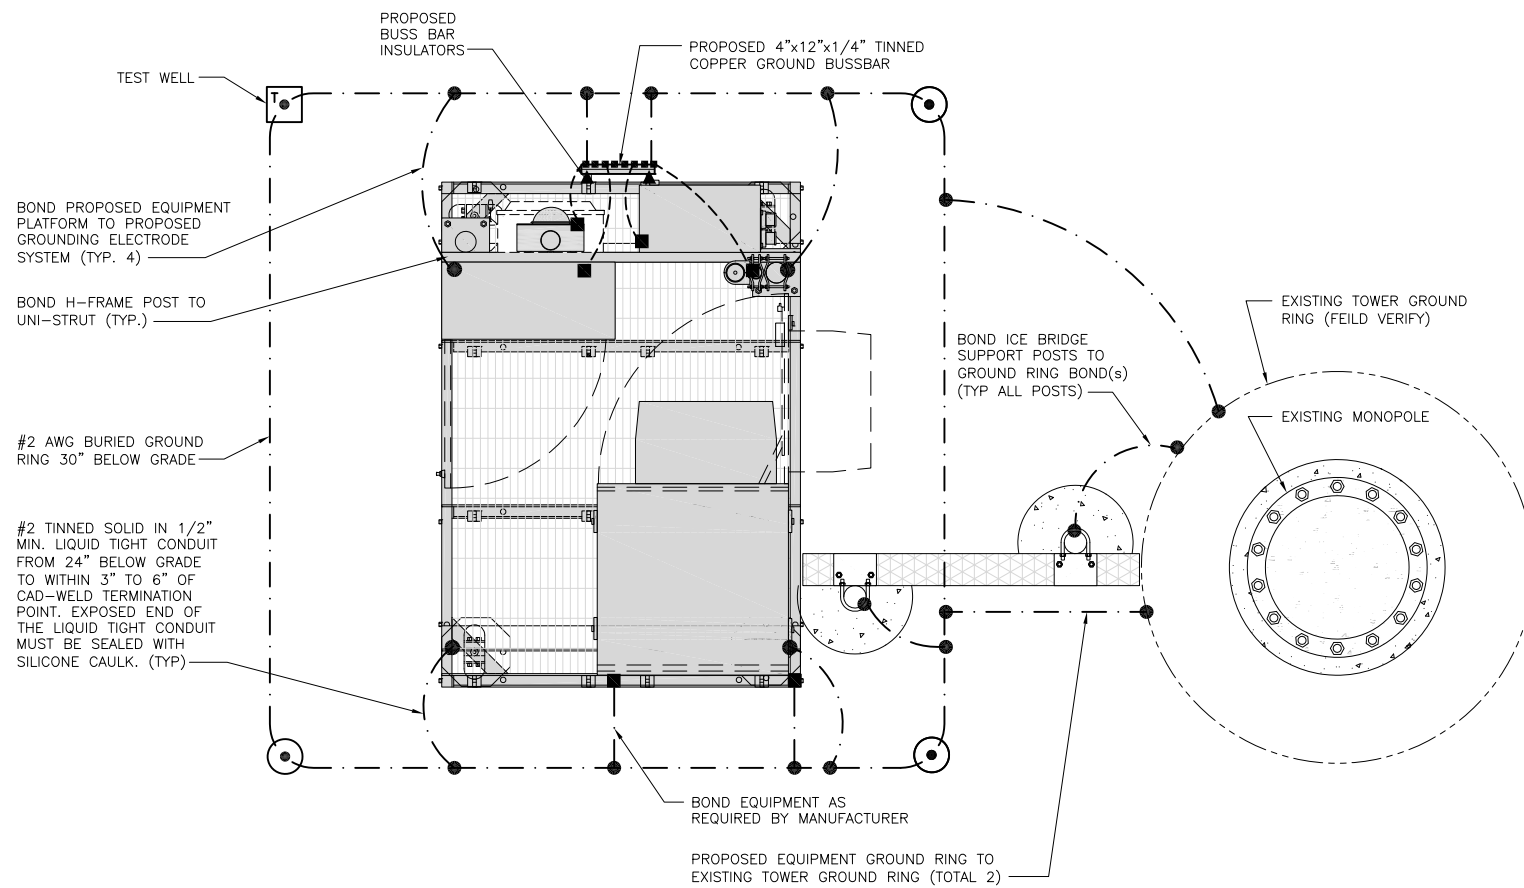 PROPOSED
BUSS BAR
INSULATORS
PROPOSED 4"x12"x1/4" TINNED
COPPER GROUND BUSSBAR
TEST WELL
T
BOND PROPOSED EQUIPMENT
PLATFORM TO PROPOSED
GROUNDING ELECTRODE
SYSTEM (TYP. 4)
BOND H-FRAME POST TO
UNI-STRUT (TYP.)
EXISTING TOWER GROUND
RING (FEILD VERIFY)
BOND ICE BRIDGE
SUPPORT POSTS TO
GROUND RING BOND(s)
(TYP ALL POSTS)
EXISTING MONOPOLE
#2 AWG BURIED GROUND
RING 30" BELOW GRADE
#2 TINNED SOLID IN 1/2"
MIN. LIQUID TIGHT CONDUIT
FROM 24" BELOW GRADE
TO WITHIN 3" TO 6" OF
CAD-WELD TERMINATION
POINT. EXPOSED END OF
THE LIQUID TIGHT CONDUIT
MUST BE SEALED WITH
SILICONE CAULK. (TYP)
BOND EQUIPMENT AS
REQUIRED BY MANUFACTURER
PROPOSED EQUIPMENT GROUND RING TO
EXISTING TOWER GROUND RING (TOTAL 2)